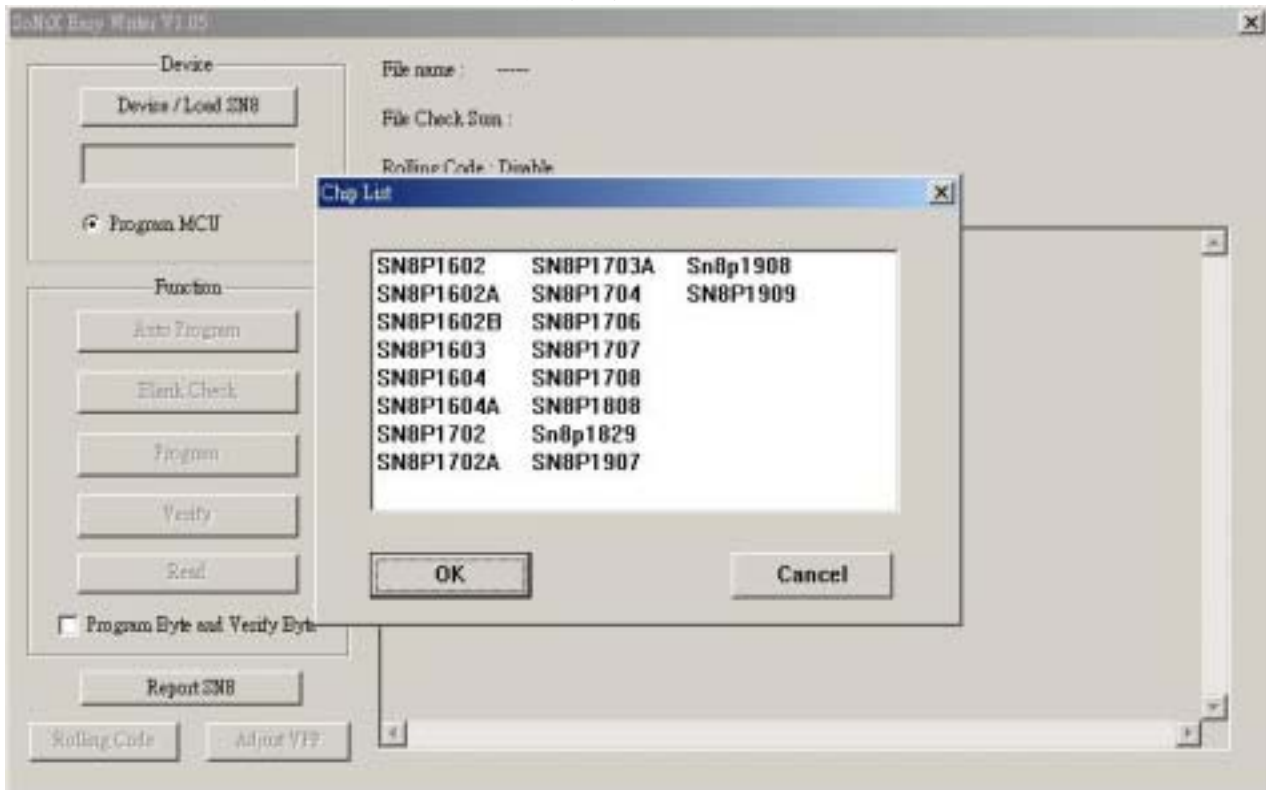 SoNiX Easy Writer V1.05
Device
Device / Load SN8
Program MCU
Function
Auto Program
Blank Check
Program
Verify
Read
Program Byte and Verify Byte
Report SN8
Rolling Code
Adjust VPP
File name : -----
File Check Sum :
Rolling Code : Disable
Chip List
SN8P1602 SN8P1703A Sn8p1908
SN8P1602A SN8P1704 SN8P1909
SN8P1602B SN8P1706
SN8P1603 SN8P1707
SN8P1604 SN8P1708
SN8P1604A SN8P1808
SN8P1702 Sn8p1829
SN8P1702A SN8P1907
OK
Cancel